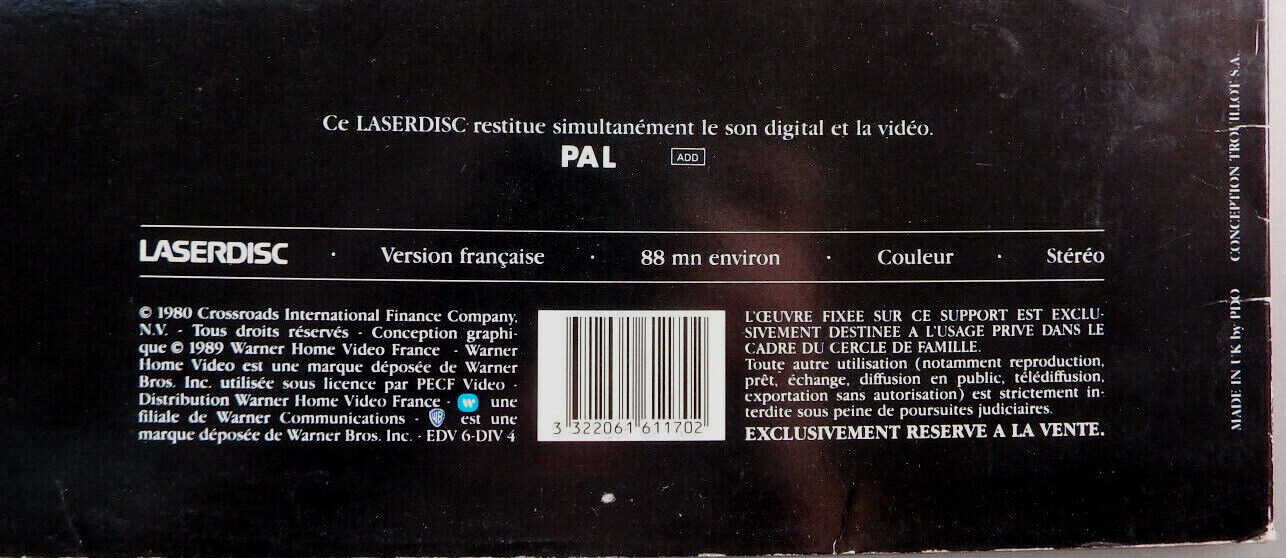 Ce LASERDISC restitue simultanément le son digital et la vidéo.
PAL ADD
LASERDISC · Version française · 88 mn environ · Couleur · Stéréo
© 1980 Crossroads International Finance Company,
N.V. - Tous droits réservés - Conception graphi-
que © 1989 Warner Home Video France - Warner
Home Video est une marque déposée de Warner
Bros. Inc. utilisée sous licence par PECF Video -
Distribution Warner Home Video France - W une
filiale de Warner Communications - WB est une
marque déposée de Warner Bros. Inc. - EDV 6-DIV 4
3 322061 611702
L'ŒUVRE FIXEE SUR CE SUPPORT EST EXCLU-
SIVEMENT DESTINEE A L'USAGE PRIVE DANS LE
CADRE DU CERCLE DE FAMILLE.
Toute autre utilisation (notamment reproduction,
prêt, échange, diffusion en public, télédiffusion,
exportation sans autorisation) est strictement in-
terdite sous peine de poursuites judiciaires.
EXCLUSIVEMENT RESERVE A LA VENTE.
MADE IN UK by PDO CONCEPTION TROUILLOT S.A.